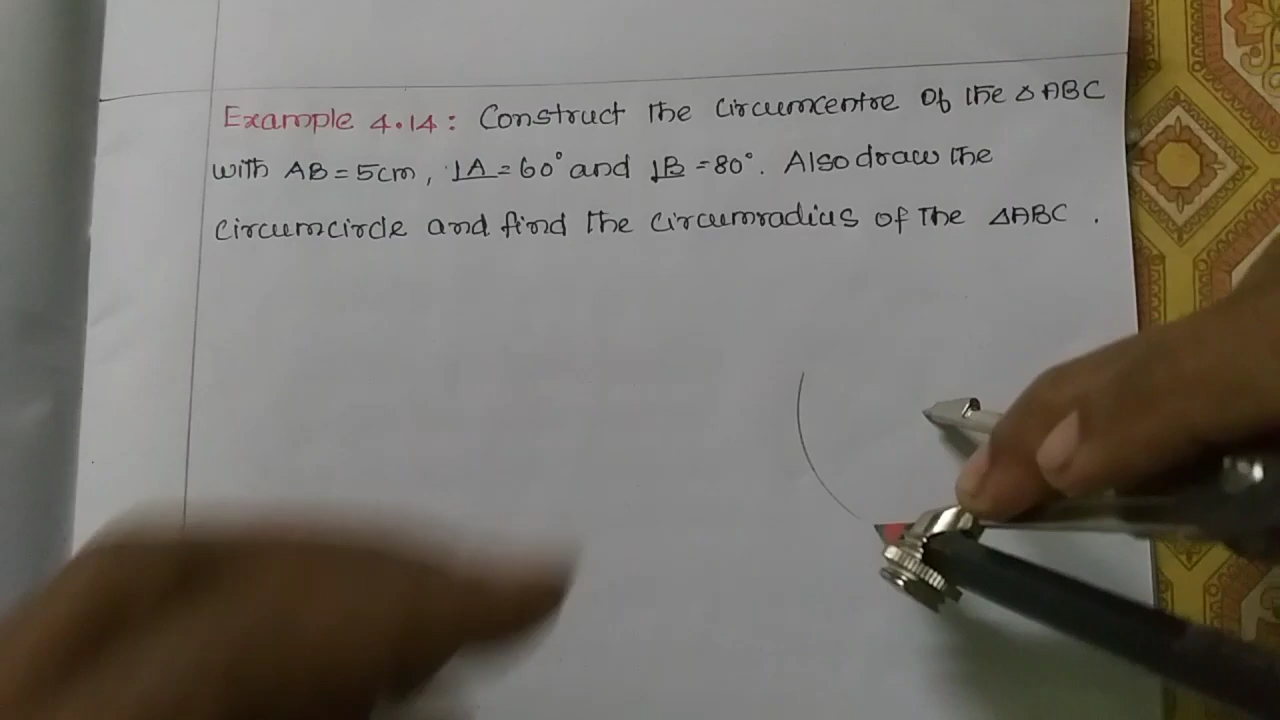 Example 4.14: Construct the circumcentre of the △ABC
with AB = 5cm, ∠A = 60° and ∠B = 80°. Also draw the
circumcircle and find the circumradius of the △ABC.